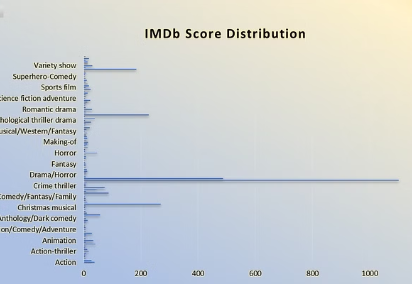 IMDb Score Distribution
Variety show
Superhero-Comedy
Sports film
cience fiction adventure
Romantic drama
hological thriller drama
usical/Western/Fantasy
Making-of
Horror
Fantasy
Drama/Horror
Crime thriller
Comedy/Fantasy/Family
Christmas musical
Anthology/Dark comedy
on/Comedy/Adventure
Animation
Action-thriller
Action
0 200 400 600 800 1000